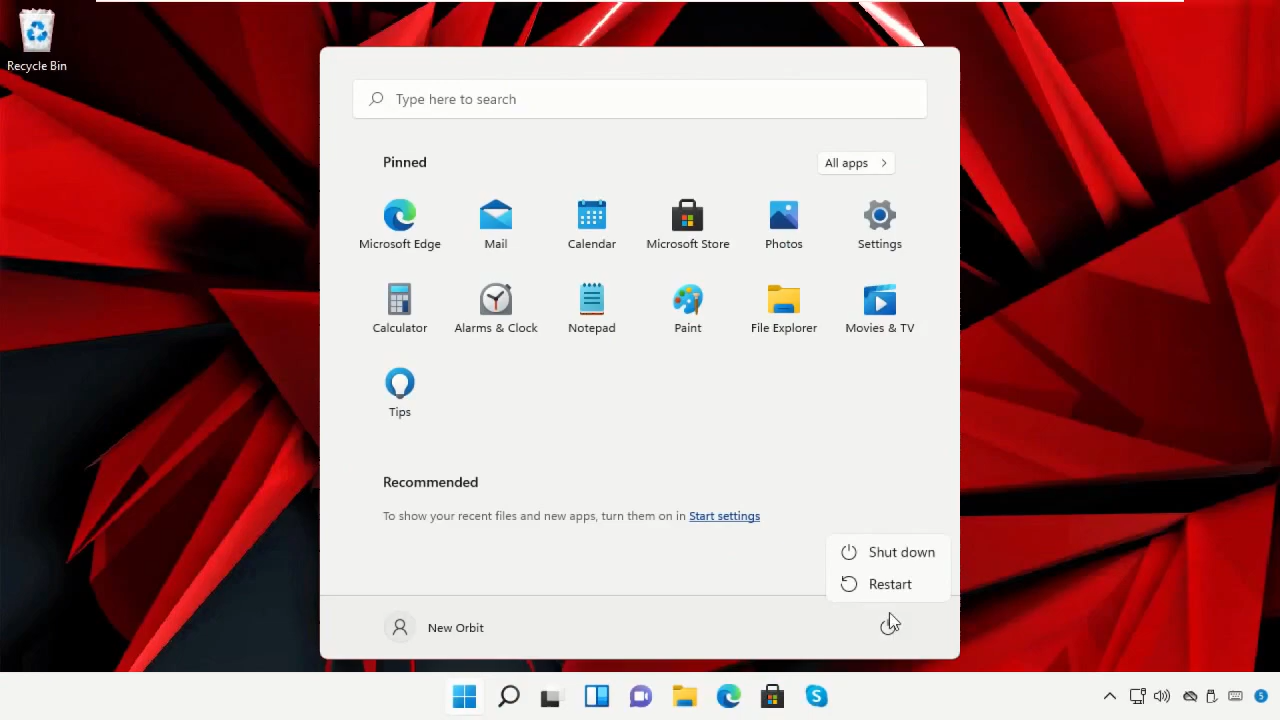 Recycle Bin
Type here to search
Pinned
All apps
Microsoft Edge
Mail
Calendar
Microsoft Store
Photos
Settings
Calculator
Alarms & Clock
Notepad
Paint
File Explorer
Movies & TV
Tips
Recommended
To show your recent files and new apps, turn them on in Start settings
Shut down
Restart
New Orbit
S
5